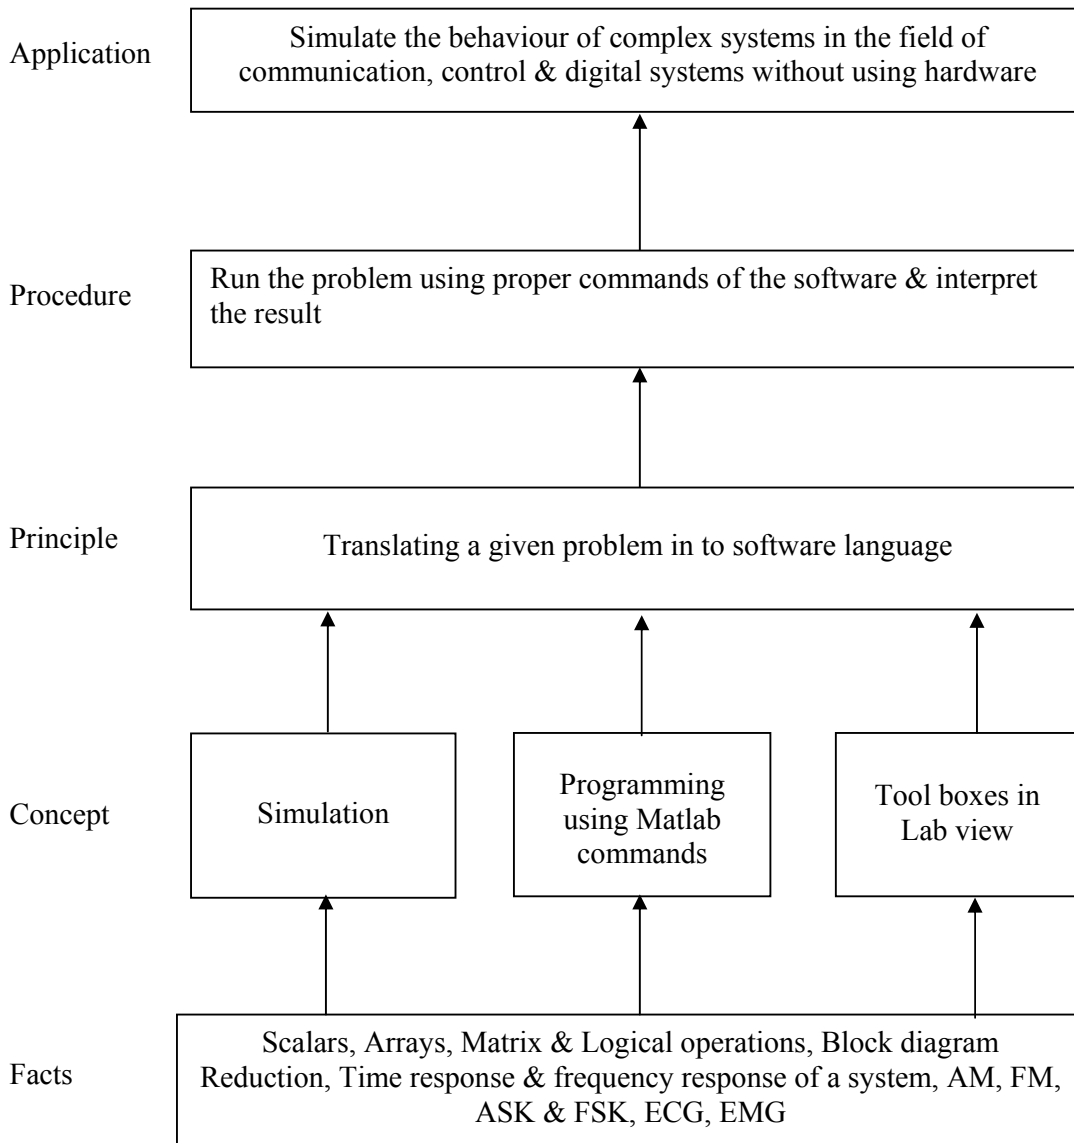 Application
Simulate the behaviour of complex systems in the field of
communication, control & digital systems without using hardware
Procedure
Run the problem using proper commands of the software & interpret
the result
Principle
Translating a given problem in to software language
Concept
Simulation
Programming
using Matlab
commands
Tool boxes in
Lab view
Facts
Scalars, Arrays, Matrix & Logical operations, Block diagram
Reduction, Time response & frequency response of a system, AM, FM,
ASK & FSK, ECG, EMG